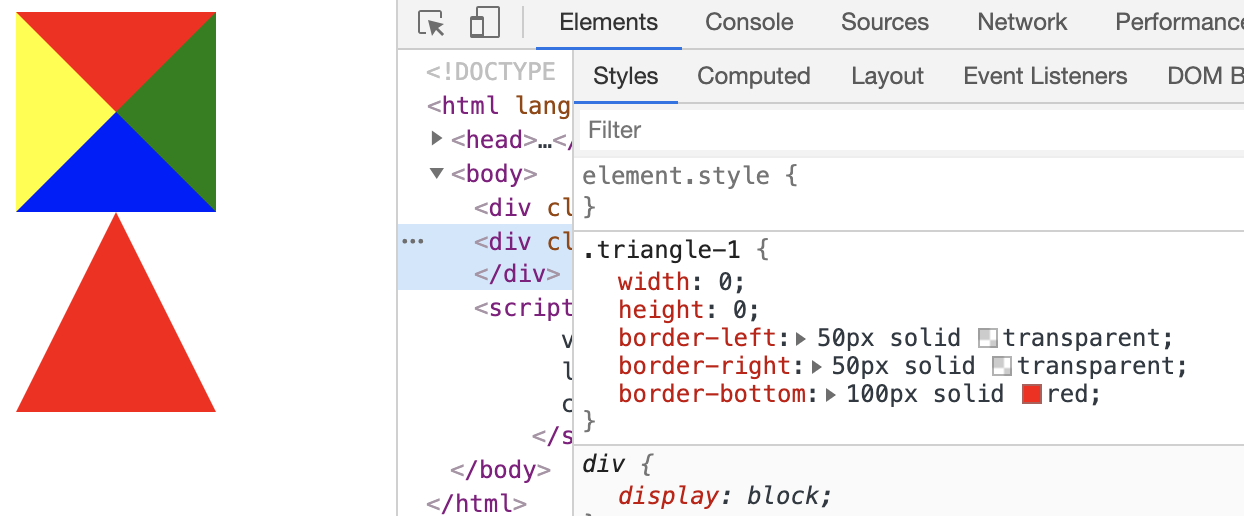 Elements Console Sources Network Performance
<!DOCTYPE
<html lang
<head>…</
<body>
<div cl
<div cl
</div>
<script
v
l
c
</s
</body>
</html>
Styles Computed Layout Event Listeners DOM B
Filter
element.style {
}
.triangle-1 {
width: 0;
height: 0;
border-left: 50px solid transparent;
border-right: 50px solid transparent;
border-bottom: 100px solid red;
}
div {
display: block;